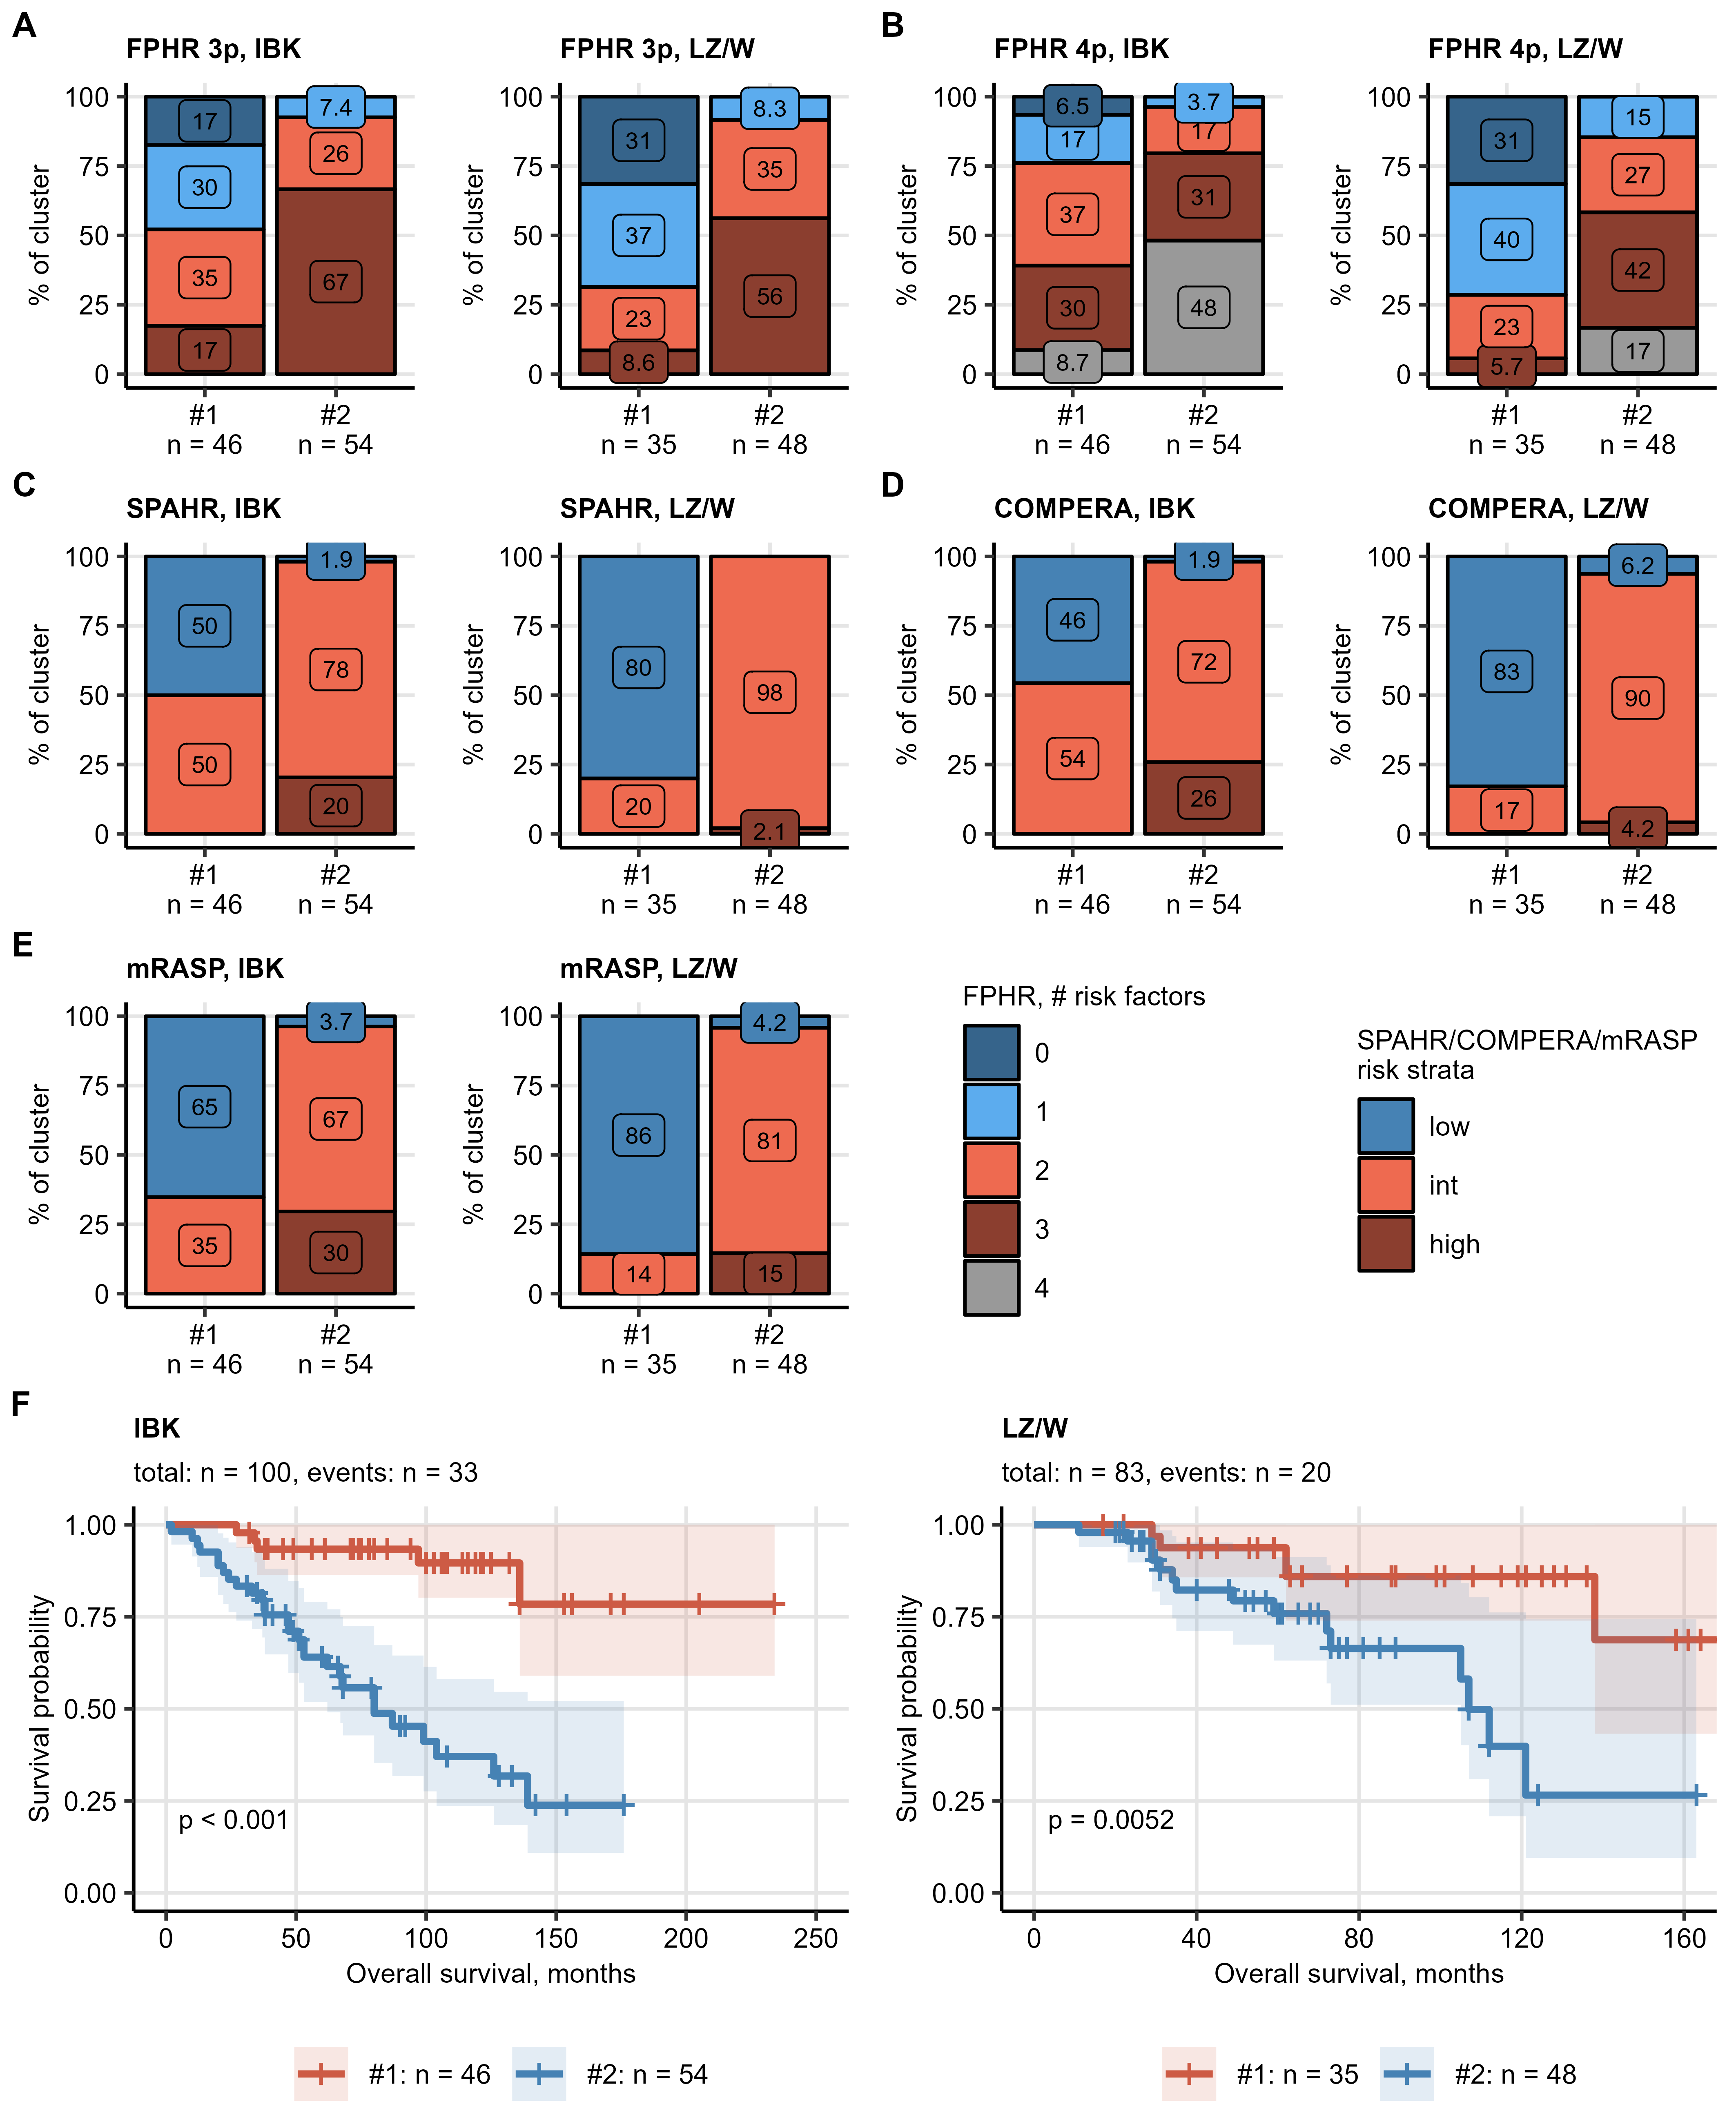 A
FPHR 3p, IBK
% of cluster
100
75
50
25
0
17
30
35
17
7.4
26
67
#1
n = 46
#2
n = 54
FPHR 3p, LZ/W
% of cluster
100
75
50
25
0
31
37
23
8.6
8.3
35
56
#1
n = 35
#2
n = 48
B
FPHR 4p, IBK
% of cluster
100
75
50
25
0
6.5
17
37
30
8.7
3.7
17
31
48
#1
n = 46
#2
n = 54
FPHR 4p, LZ/W
% of cluster
100
75
50
25
0
31
40
23
5.7
15
27
42
17
#1
n = 35
#2
n = 48
C
SPAHR, IBK
% of cluster
100
75
50
25
0
50
50
1.9
78
20
#1
n = 46
#2
n = 54
SPAHR, LZ/W
% of cluster
100
75
50
25
0
80
20
98
2.1
#1
n = 35
#2
n = 48
D
COMPERA, IBK
% of cluster
100
75
50
25
0
46
54
1.9
72
26
#1
n = 46
#2
n = 54
COMPERA, LZ/W
% of cluster
100
75
50
25
0
83
17
6.2
90
4.2
#1
n = 35
#2
n = 48
E
mRASP, IBK
% of cluster
100
75
50
25
0
65
35
3.7
67
30
#1
n = 46
#2
n = 54
mRASP, LZ/W
% of cluster
100
75
50
25
0
86
14
4.2
81
15
#1
n = 35
#2
n = 48
FPHR, # risk factors
0
1
2
3
4
SPAHR/COMPERA/mRASP
risk strata
low
int
high
F
IBK
total: n = 100, events: n = 33
Survival probability
1.00
0.75
0.50
0.25
0.00
p < 0.001
0
50
100
150
200
250
Overall survival, months
#1: n = 46
#2: n = 54
LZ/W
total: n = 83, events: n = 20
Survival probability
1.00
0.75
0.50
0.25
0.00
p = 0.0052
0
40
80
120
160
Overall survival, months
#1: n = 35
#2: n = 48